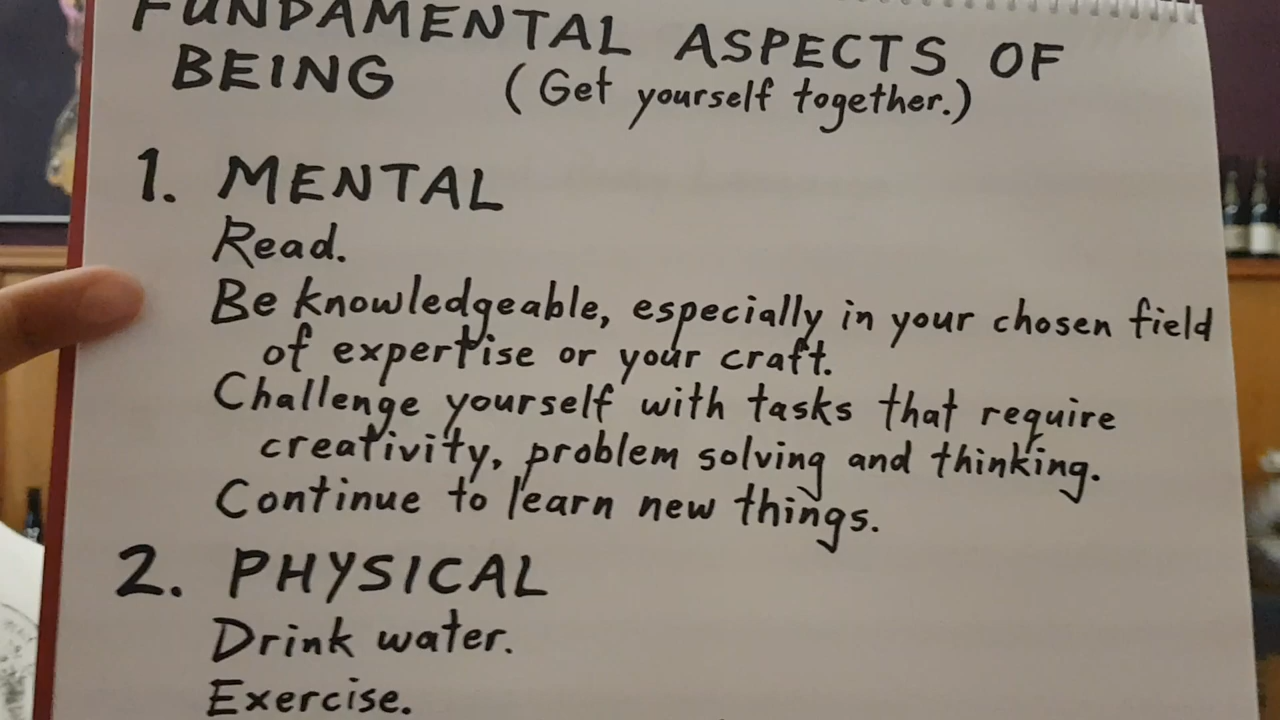 FUNDAMENTAL ASPECTS OF
BEING (Get yourself together.)
1. MENTAL
Read.
Be knowledgeable, especially in your chosen field
of expertise or your craft.
Challenge yourself with tasks that require
creativity, problem solving and thinking.
Continue to learn new things.
2. PHYSICAL
Drink water.
Exercise.